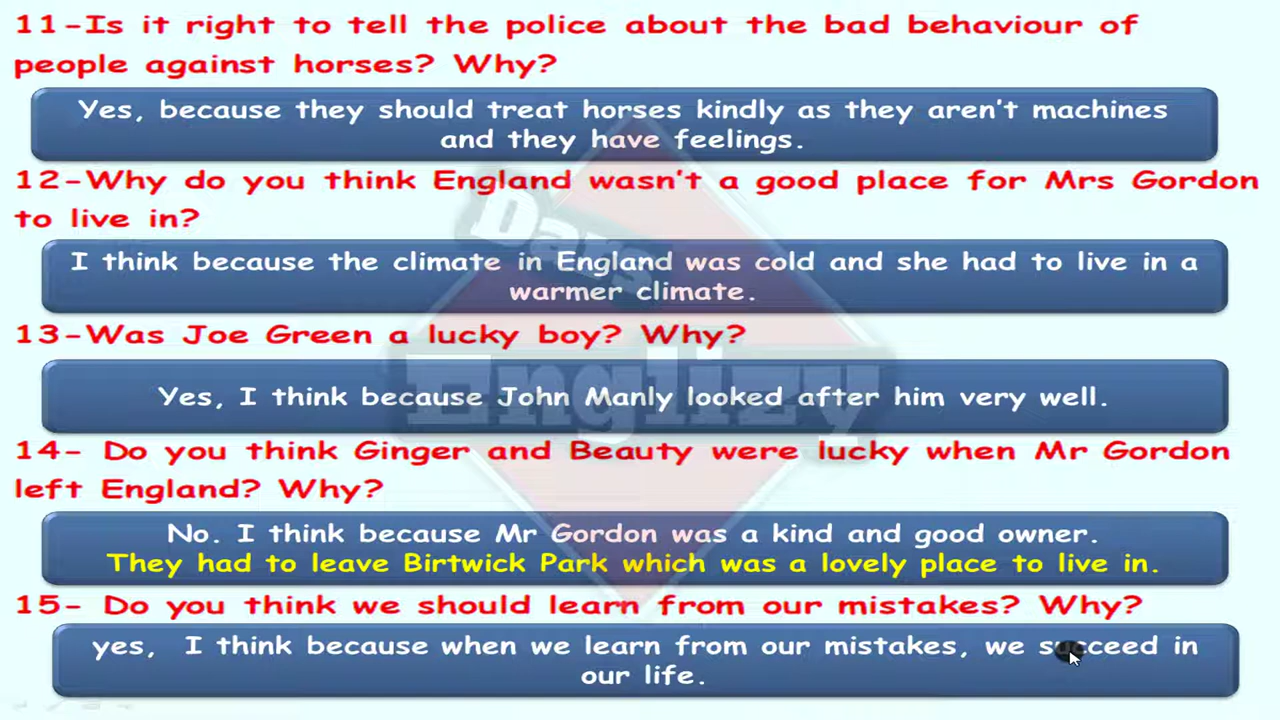 11-Is it right to tell the police about the bad behaviour of
people against horses? Why?
Yes, because they should treat horses kindly as they aren't machines
and they have feelings.
12-Why do you think England wasn't a good place for Mrs Gordon
to live in?
I think because the climate in England was cold and she had to live in a
warmer climate.
13-Was Joe Green a lucky boy? Why?
Yes, I think because John Manly looked after him very well.
14- Do you think Ginger and Beauty were lucky when Mr Gordon
left England? Why?
No. I think because Mr Gordon was a kind and good owner.
They had to leave Birtwick Park which was a lovely place to live in.
15- Do you think we should learn from our mistakes? Why?
yes, I think because when we learn from our mistakes, we succeed in
our life.
Dars
Englizy